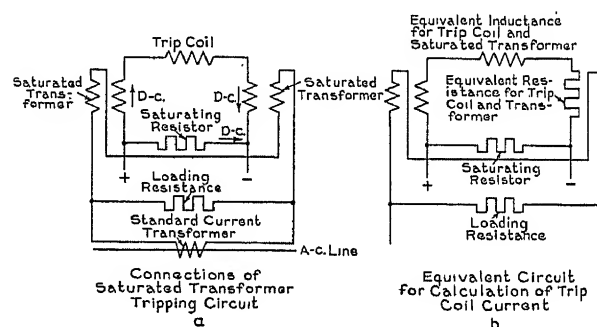 Trip Coil
Saturated
Trans-
former
D-c.
D-c.
Saturated
Transformer
Saturating
Resistor
D-c.
+
-
Loading
Resistance
Standard Current
Transformer
A-c. Line
Connections of
Saturated Transformer
Tripping Circuit
a
Equivalent Inductance
for Trip Coil and
Saturated Transformer
Equivalent Res-
istance for Trip
Coil and Trans-
former
+
-
Saturating
Resistor
Loading
Resistance
Equivalent Circuit
for Calculation of Trip
Coil Current
b